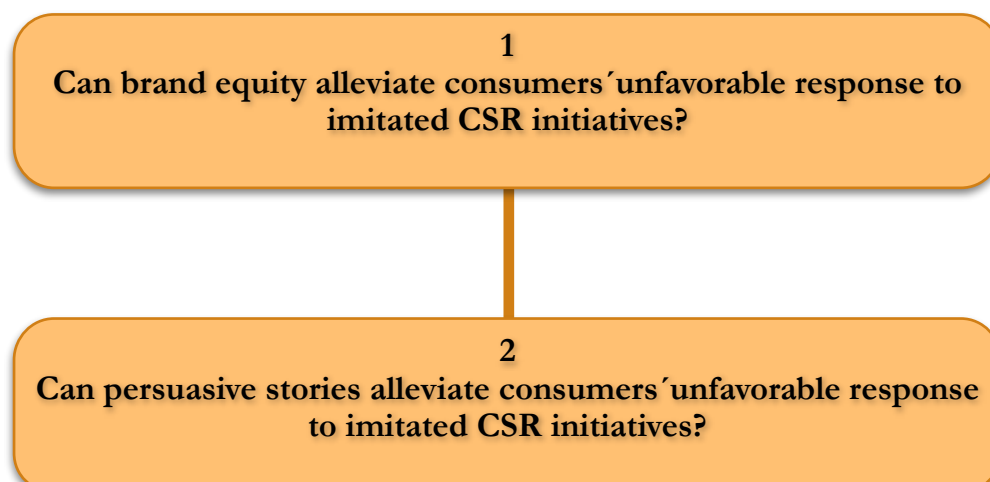 1
Can brand equity alleviate consumers´unfavorable response to
imitated CSR initiatives?
2
Can persuasive stories alleviate consumers´unfavorable response
to imitated CSR initiatives?